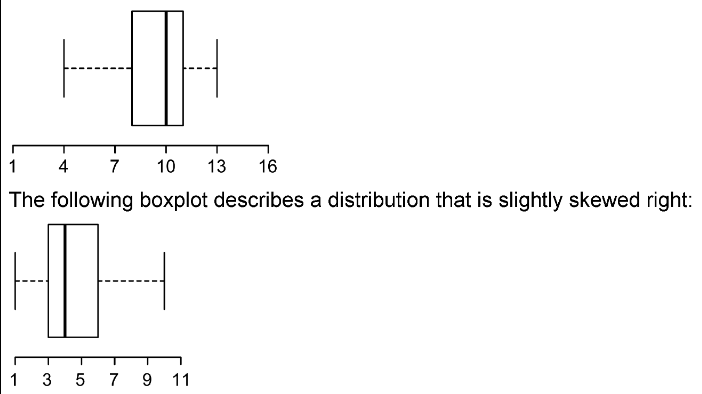 1 4 7 10 13 16
The following boxplot describes a distribution that is slightly skewed right:
1 3 5 7 9 11